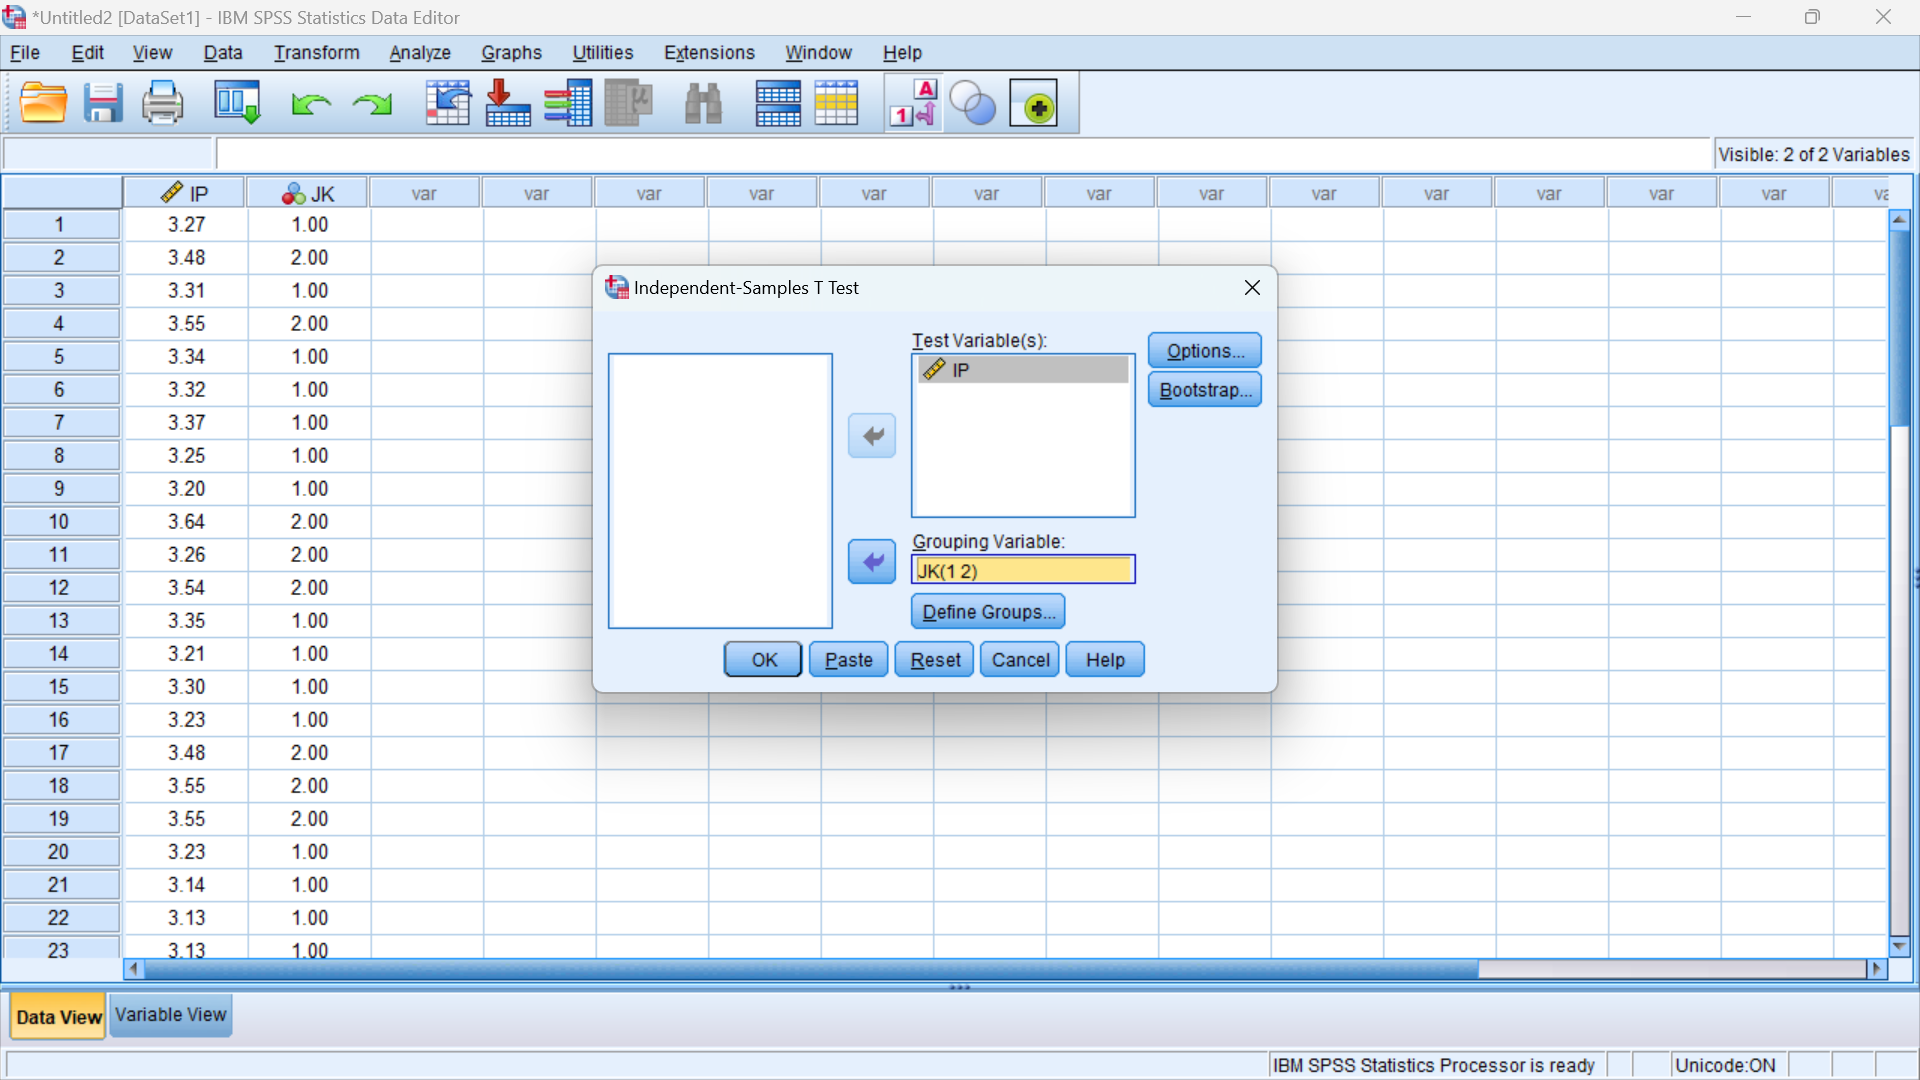 *Untitled2 [DataSet1] - IBM SPSS Statistics Data Editor
File Edit View Data Transform Analyze Graphs Utilities Extensions Window Help
Visible: 2 of 2 Variables
IP JK var var var var var var var var var var var var var
1 3.27 1.00
2 3.48 2.00
3 3.31 1.00
4 3.55 2.00
5 3.34 1.00
6 3.32 1.00
7 3.37 1.00
8 3.25 1.00
9 3.20 1.00
10 3.64 2.00
11 3.26 2.00
12 3.54 2.00
13 3.35 1.00
14 3.21 1.00
15 3.30 1.00
16 3.23 1.00
17 3.48 2.00
18 3.55 2.00
19 3.55 2.00
20 3.23 1.00
21 3.14 1.00
22 3.13 1.00
23 3.13 1.00
Independent-Samples T Test
Test Variable(s):
IP
Options...
Bootstrap...
Grouping Variable:
JK(1 2)
Define Groups...
OK Paste Reset Cancel Help
Data View Variable View
IBM SPSS Statistics Processor is ready Unicode:ON